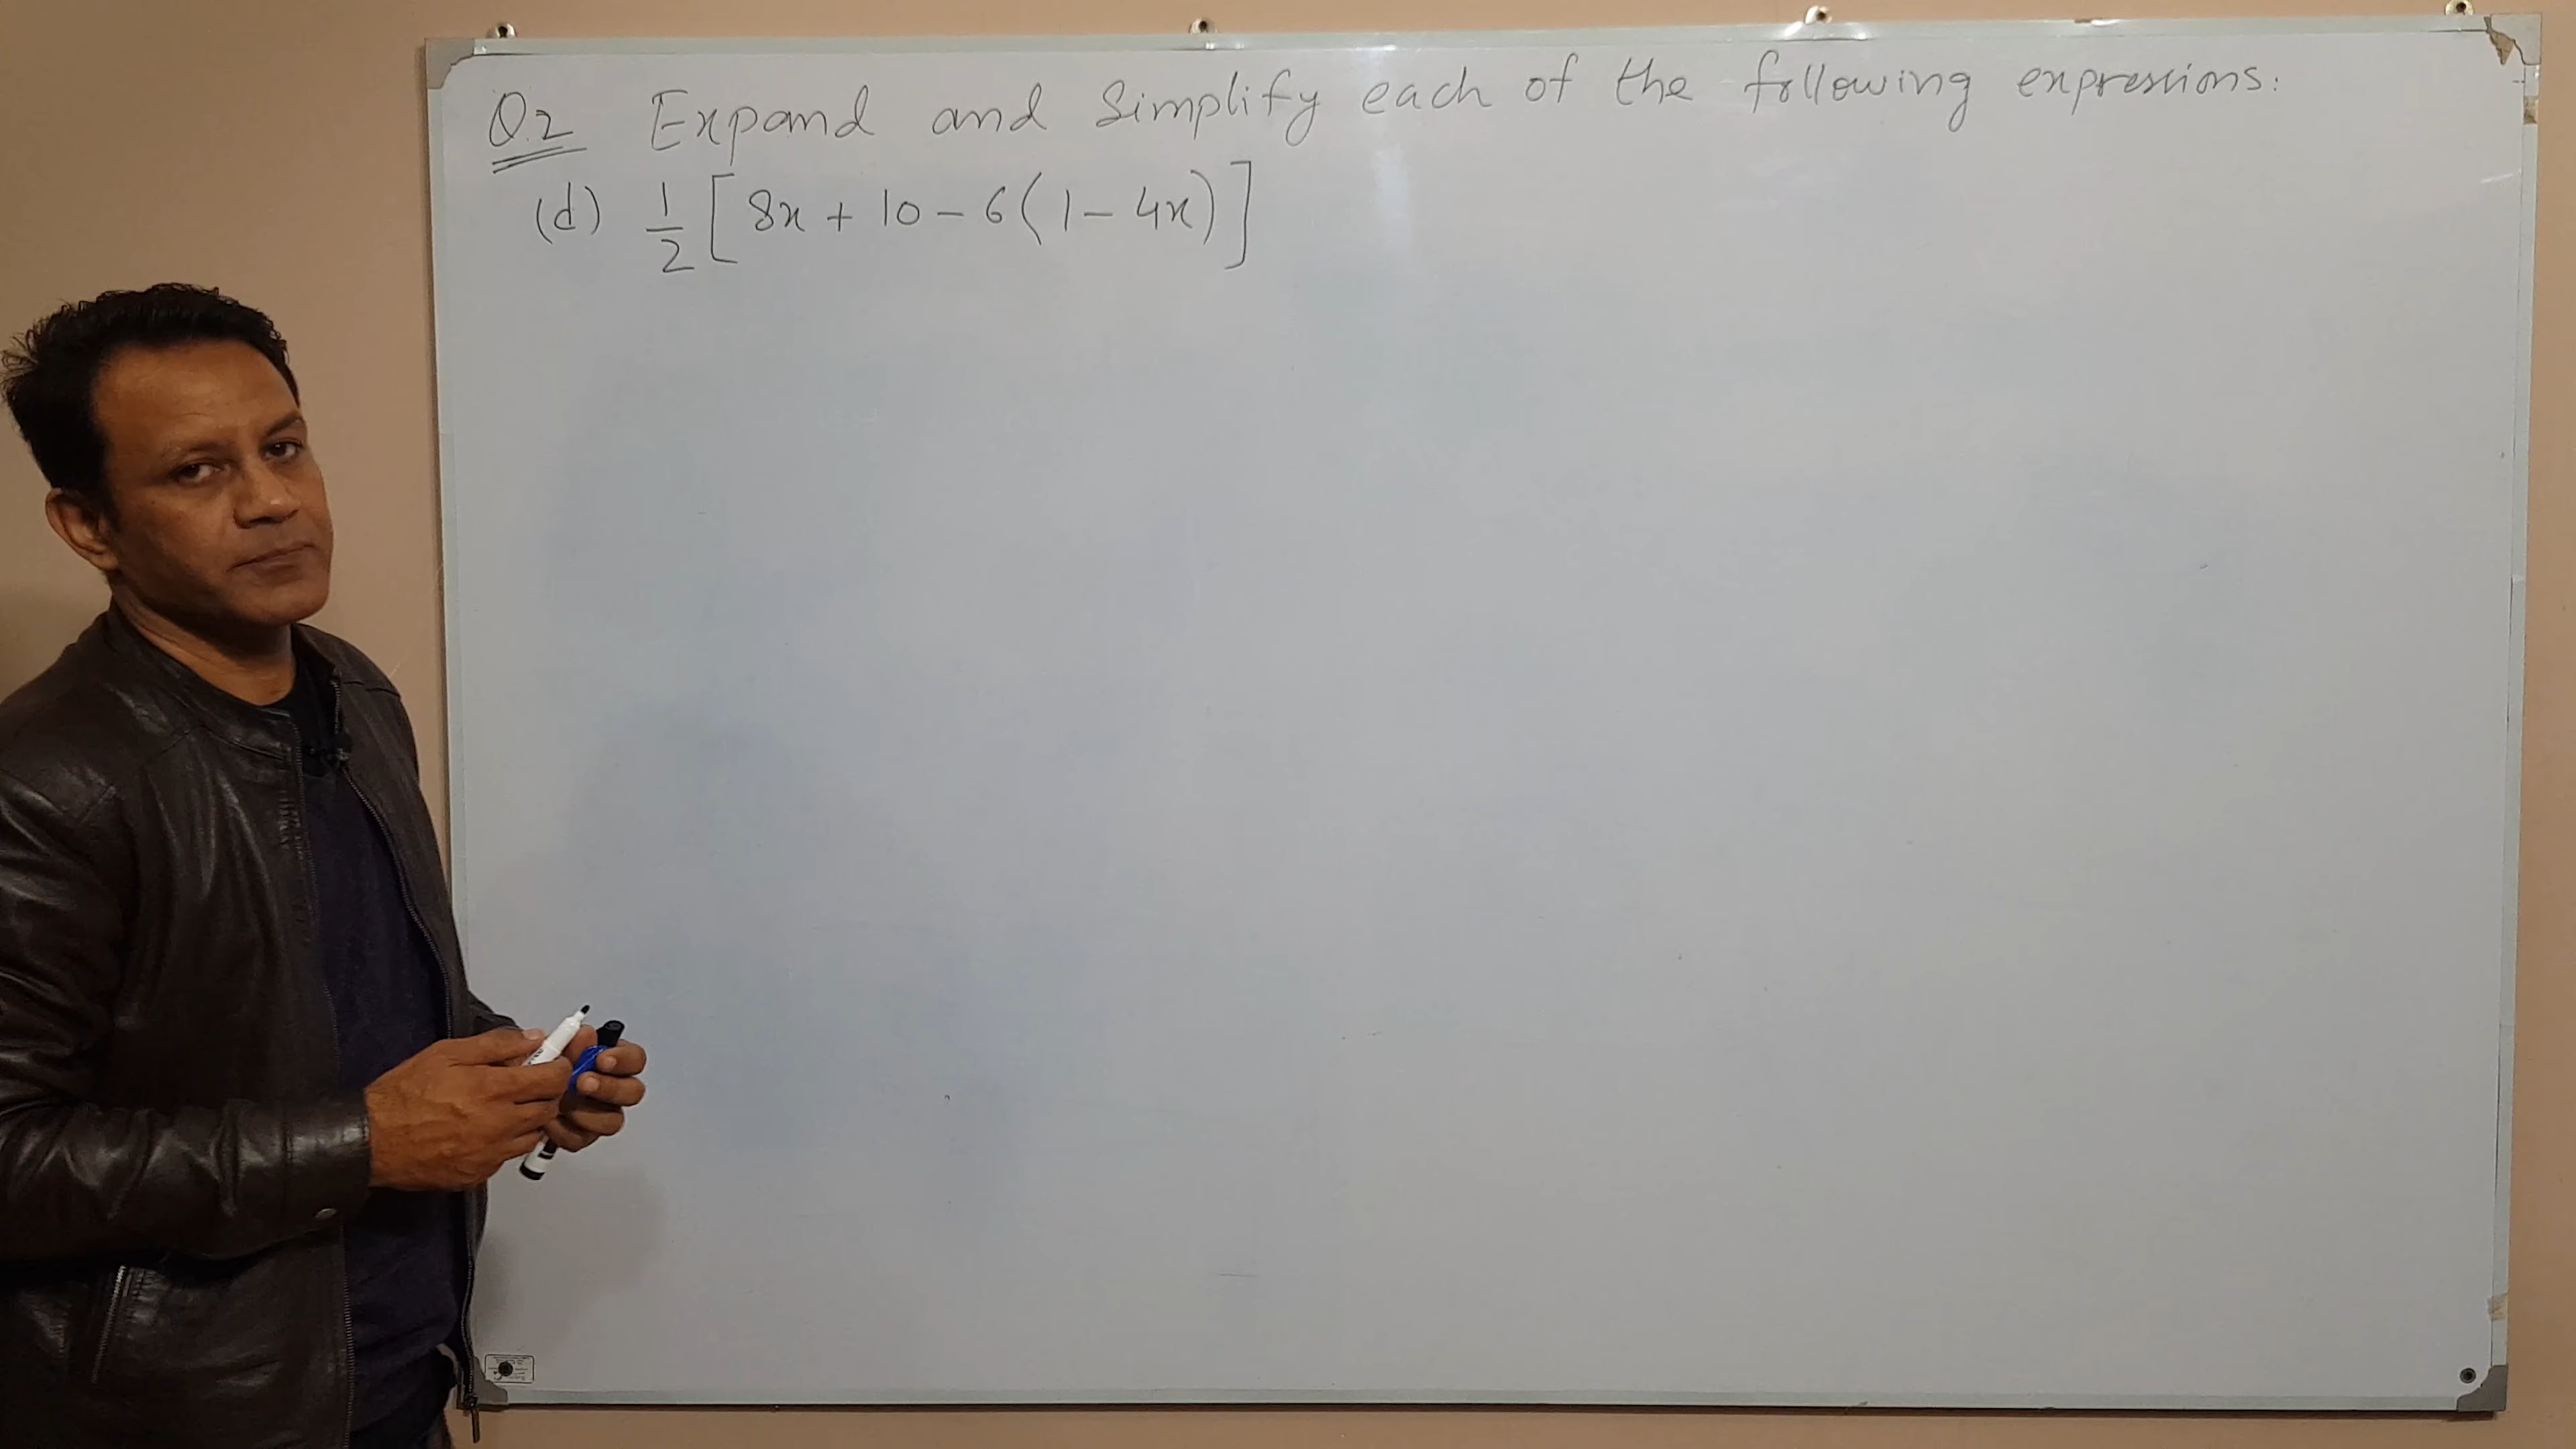 Q.2 Expand and Simplify each of the following expressions:
(d) 1/2 [ 8x + 10 - 6 ( 1 - 4x ) ]